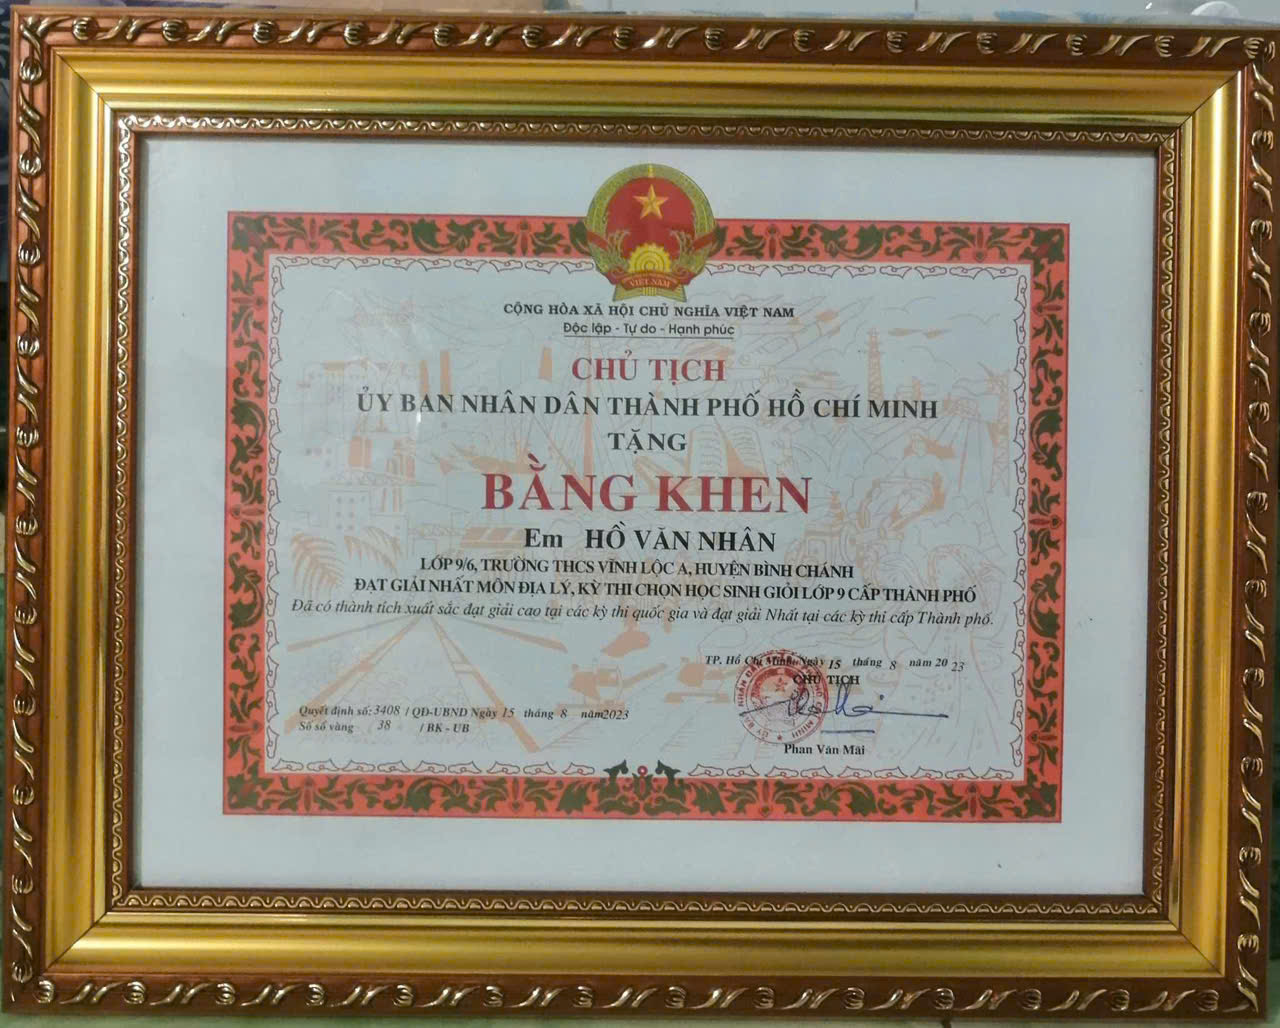 VIỆT NAM
CỘNG HÒA XÃ HỘI CHỦ NGHĨA VIỆT NAM
Độc lập - Tự do - Hạnh phúc
CHỦ TỊCH
ỦY BAN NHÂN DÂN THÀNH PHỐ HỒ CHÍ MINH
TẶNG
BẰNG KHEN
Em HỒ VĂN NHÂN
LỚP 9/6, TRƯỜNG THCS VĨNH LỘC A, HUYỆN BÌNH CHÁNH
ĐẠT GIẢI NHẤT MÔN ĐỊA LÝ, KỲ THI CHỌN HỌC SINH GIỎI LỚP 9 CẤP THÀNH PHỐ
Đã có thành tích xuất sắc đạt giải cao tại các kỳ thi quốc gia và đạt giải Nhất tại các kỳ thi cấp Thành phố.
TP. Hồ Chí Minh, Ngày 15 tháng 8 năm 2023
CHỦ TỊCH
Quyết định số: 3408 / QĐ-UBND Ngày 15 tháng 8 năm 2023
Số sổ vàng 38 / BK - UB
Phan Văn Mãi